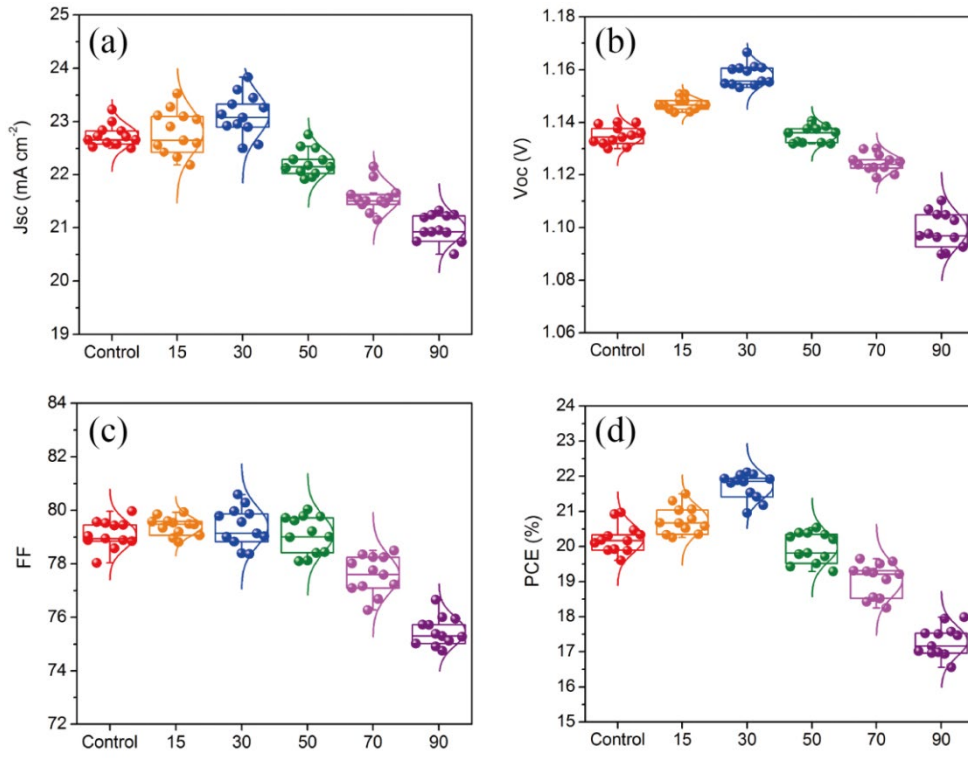 (a)
Jsc (mA cm⁻²)
25
24
23
22
21
20
19
Control 15 30 50 70 90
(b)
Voc (V)
1.18
1.16
1.14
1.12
1.10
1.08
1.06
Control 15 30 50 70 90
(c)
FF
84
82
80
78
76
74
72
Control 15 30 50 70 90
(d)
PCE (%)
24
23
22
21
20
19
18
17
16
15
Control 15 30 50 70 90